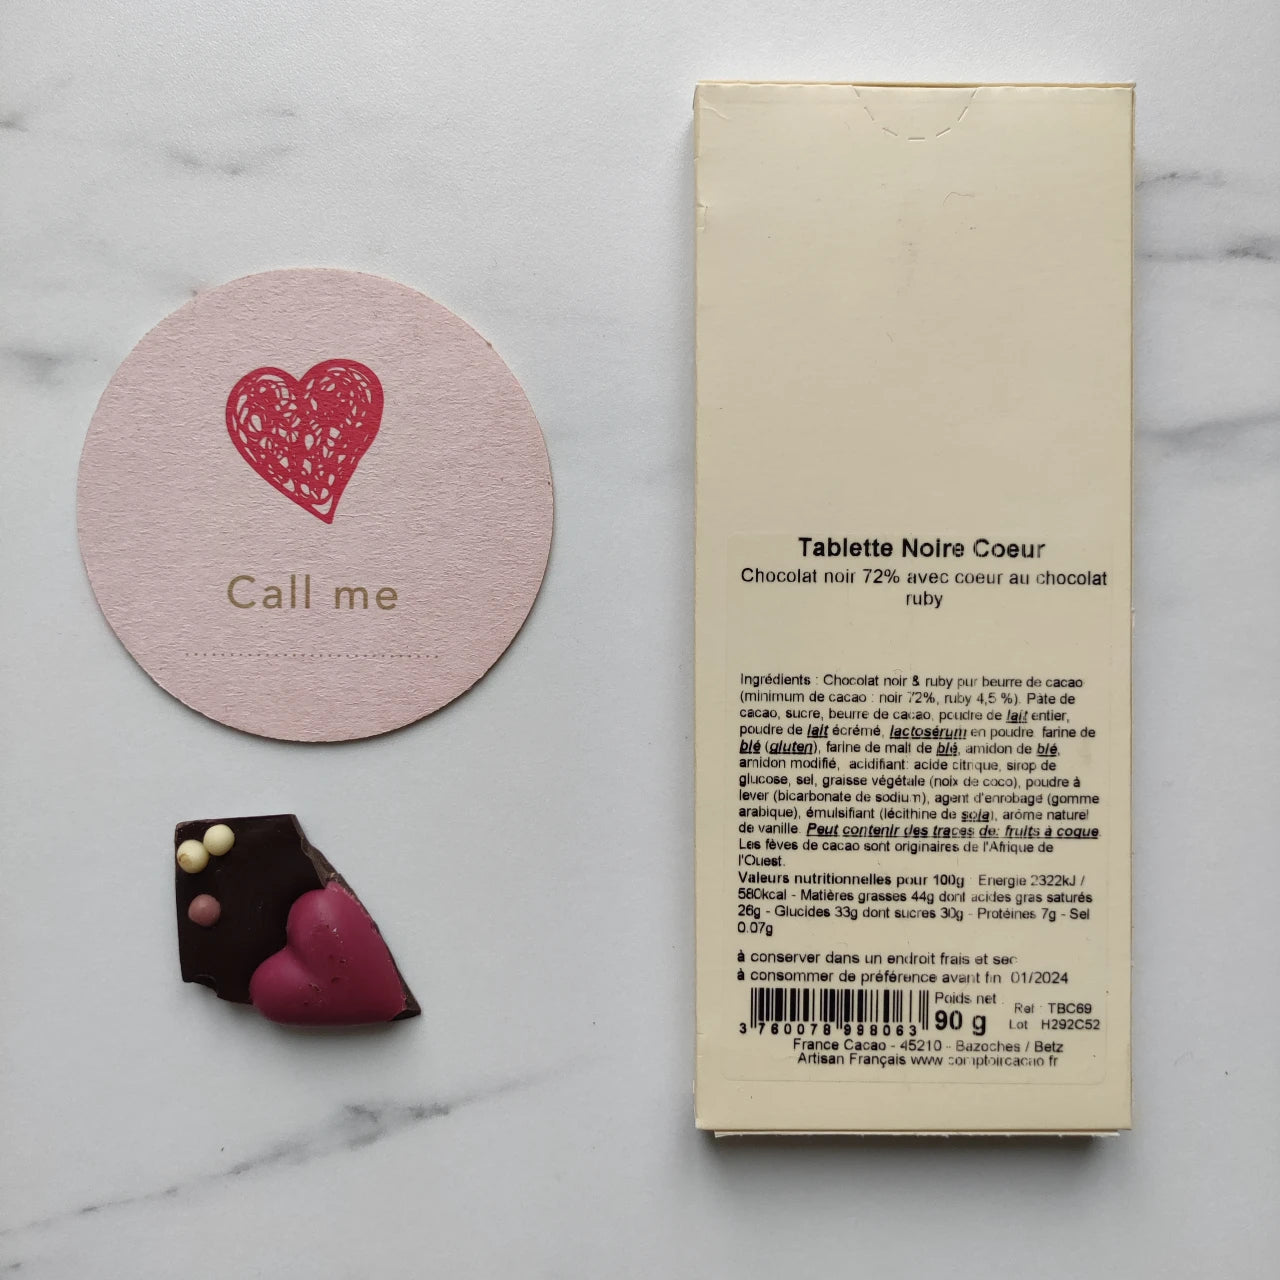 Call me
Tablette Noire Coeur
Chocolat noir 72% avec coeur au chocolat
ruby
Ingrédients : Chocolat noir & ruby pur beurre de cacao
(minimum de cacao : noir 72%, ruby 4,5 %). Pâte de
cacao, sucre, beurre de cacao, poudre de lait entier,
poudre de lait écrémé, lactosérum en poudre farine de
blé (gluten), farine de malt de blé, amidon de blé,
amidon modifié, acidifiant: acide citrique, sirop de
glucose, sel, graisse végétale (noix de coco), poudre à
lever (bicarbonate de sodium), agent d'enrobage (gomme
arabique), émulsifiant (lécithine de soja), arôme naturel
de vanille. Peut contenir des traces de: fruits à coque
Les fèves de cacao sont originaires de l'Afrique de
l'Ouest.
Valeurs nutritionnelles pour 100g : Energie 2322kJ /
580kcal - Matières grasses 44g dont acides gras saturés
26g - Glucides 33g dont sucres 30g - Protéines 7g - Sel
0.07g
à conserver dans un endroit frais et sec
à consommer de préférence avant fin 01/2024
3 760078 998063
Poids net :
90 g
Ref : TBC69
Lot H292C52
France Cacao - 45210 - Bazoches / Betz
Artisan Français www comptoircacao.fr